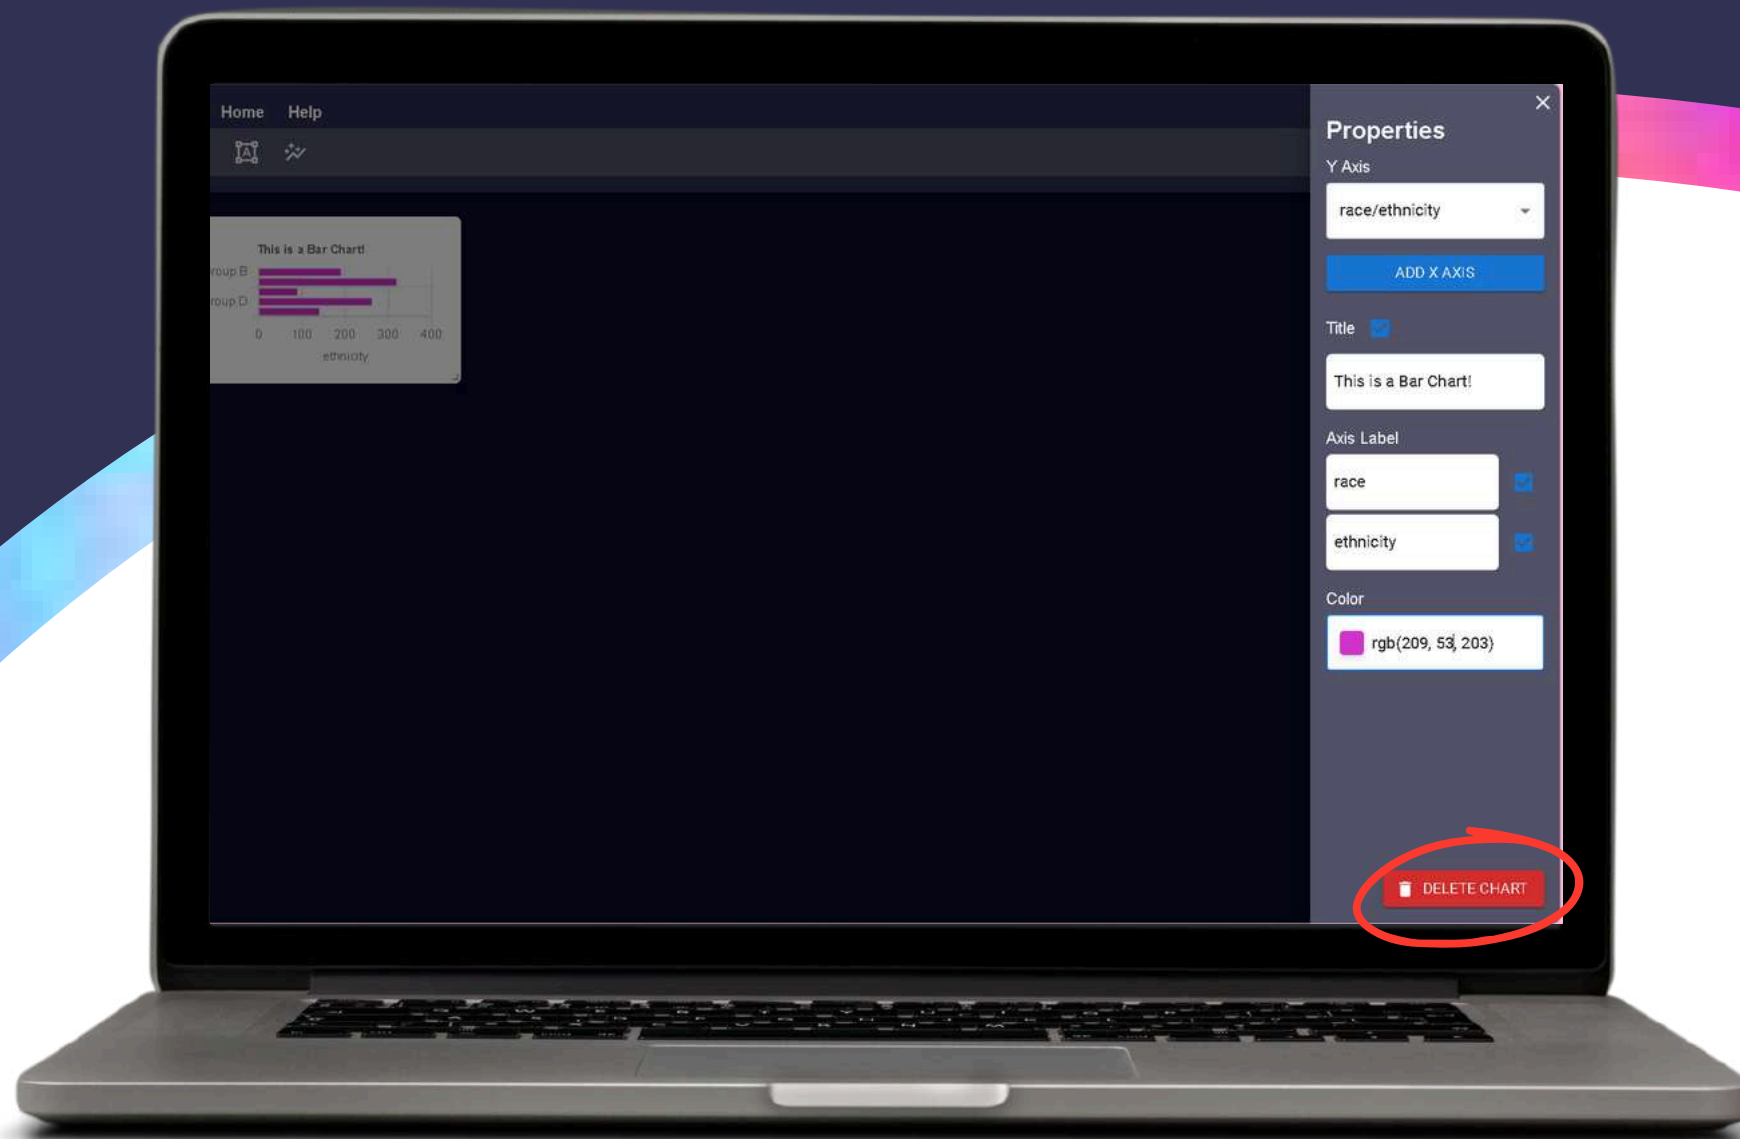 Home Help
Properties
Y Axis
race/ethnicity
ADD X AXIS
Title
This is a Bar Chart!
Axis Label
race
ethnicity
Color
rgb(209, 53, 203)
DELETE CHART
This is a Bar Chart!
roup B
roup D
0 100 200 300 400
ethnicity